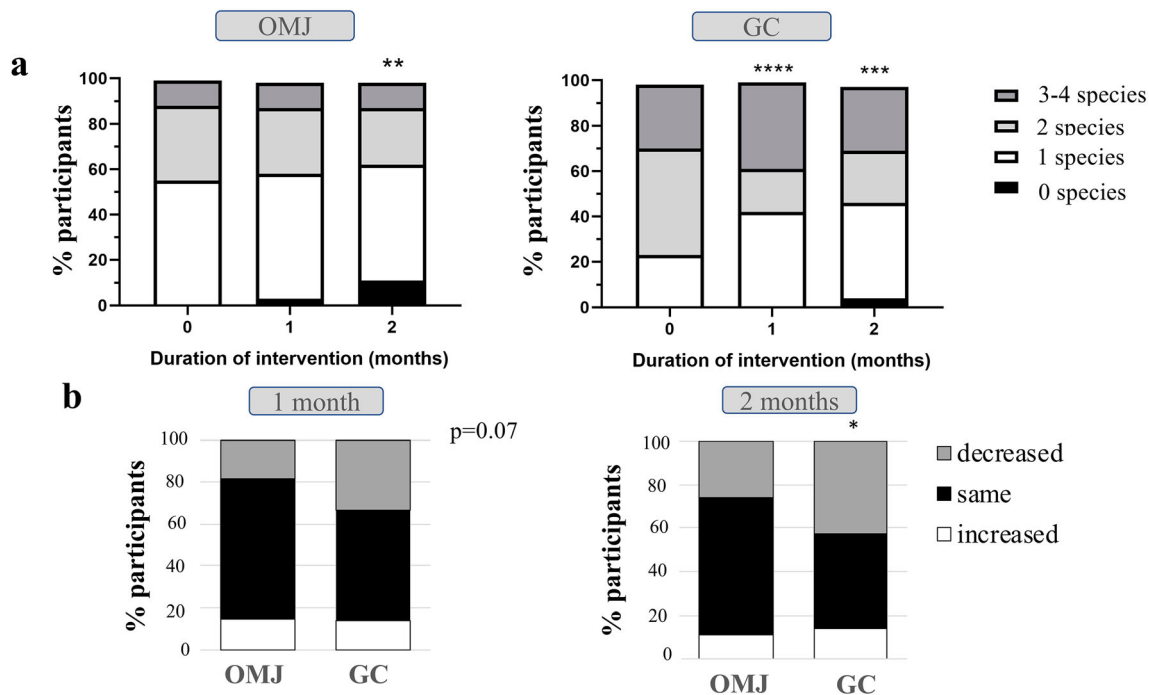 OMJ
GC
a
**
100
80
60
40
20
0
% participants
0
1
2
Duration of intervention (months)
****
***
100
80
60
40
20
0
% participants
0
1
2
Duration of intervention (months)
3-4 species
2 species
1 species
0 species
b
1 month
p=0.07
100
80
60
40
20
0
% participants
OMJ
GC
2 months
*
100
80
60
40
20
0
% participants
OMJ
GC
decreased
same
increased